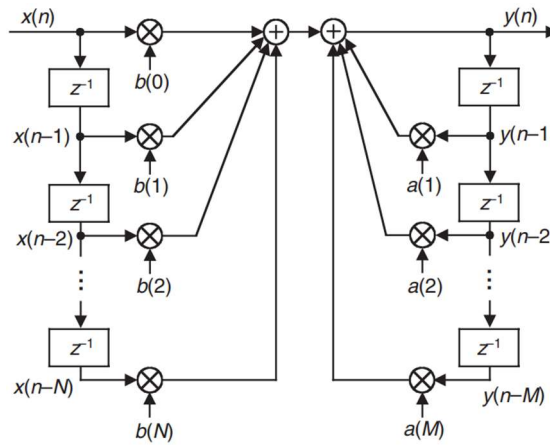 x(n) y(n)
z⁻¹ b(0) z⁻¹
x(n–1) y(n–1
b(1) a(1)
z⁻¹ z⁻¹
x(n–2) y(n–2
b(2) a(2)
z⁻¹ z⁻¹
x(n–N) y(n–M)
b(N) a(M)